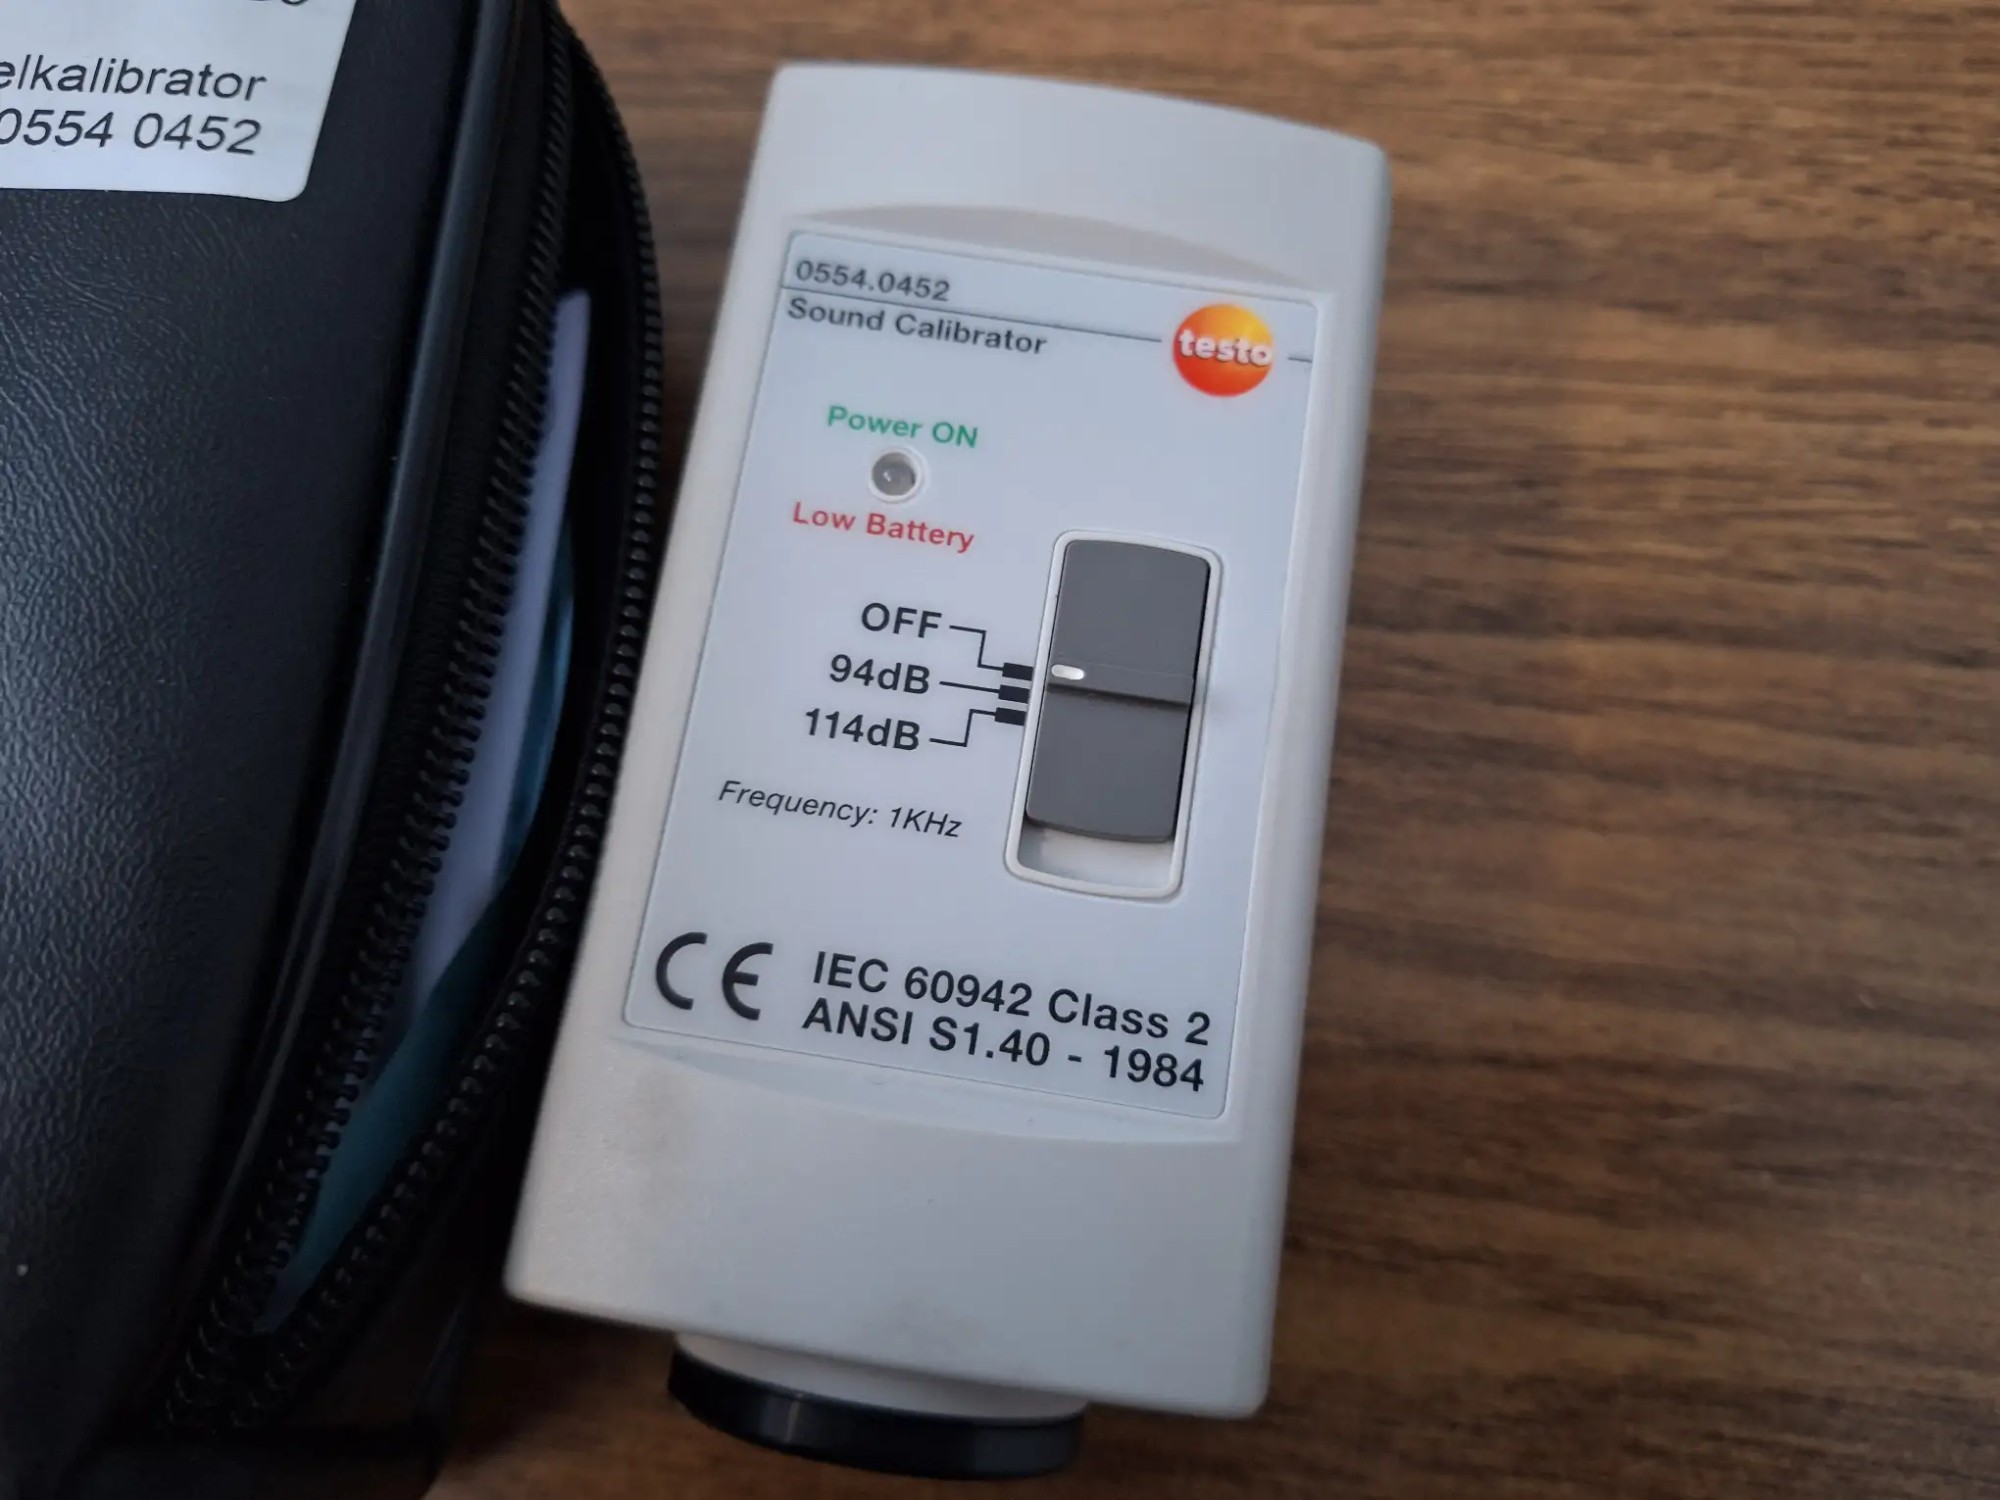 elkalibrator
0554 0452
0554.0452
Sound Calibrator
testo
Power ON
Low Battery
OFF
94dB
114dB
Frequency: 1KHz
CE IEC 60942 Class 2
ANSI S1.40 - 1984